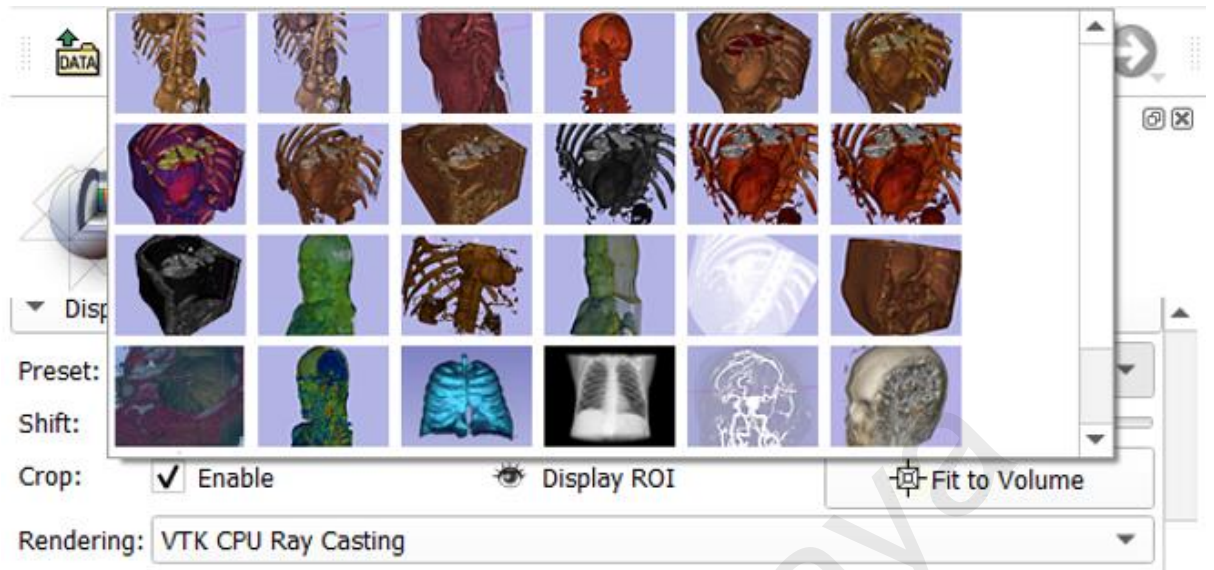 DATA
Disp
Preset:
Shift:
Crop: Enable Display ROI Fit to Volume
Rendering: VTK CPU Ray Casting